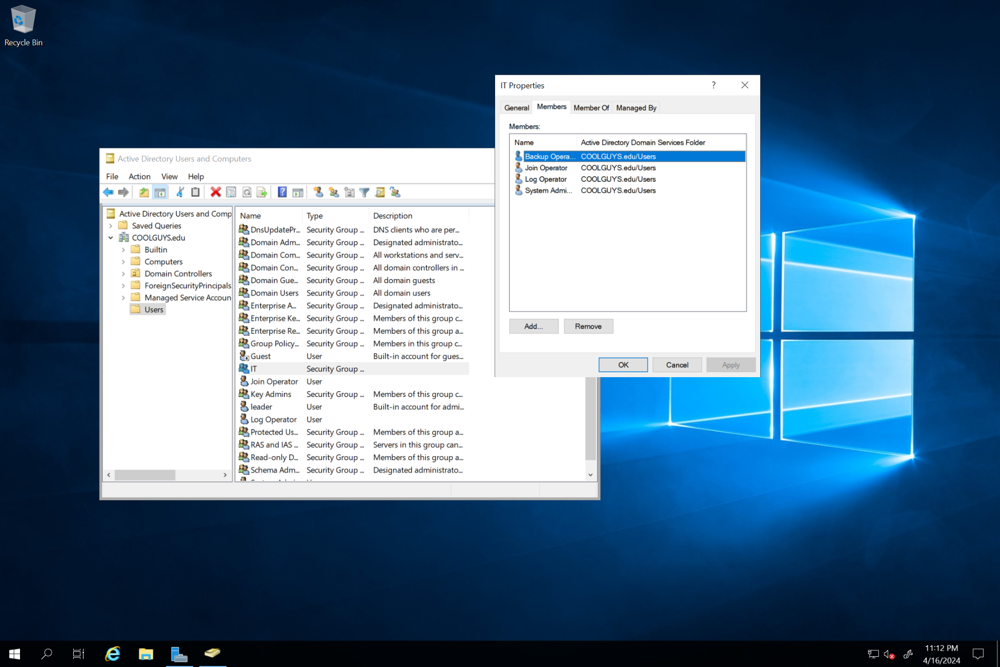 Recycle Bin
IT Properties
?
General Members Member Of Managed By
Members:
Name Active Directory Domain Services Folder
Backup Opera... COOLGUYS.edu/Users
Join Operator COOLGUYS.edu/Users
Log Operator COOLGUYS.edu/Users
System Admi... COOLGUYS.edu/Users
Add... Remove
OK Cancel Apply
Active Directory Users and Computers
File Action View Help
Active Directory Users and Comp
Saved Queries
COOLGUYS.edu
Builtin
Computers
Domain Controllers
ForeignSecurityPrincipals
Managed Service Accoun
Users
Name Type Description
DnsUpdatePr... Security Group ... DNS clients who are per...
Domain Adm... Security Group ... Designated administrato...
Domain Com... Security Group ... All workstations and serv...
Domain Con... Security Group ... All domain controllers in ...
Domain Gue... Security Group ... All domain guests
Domain Users Security Group ... All domain users
Enterprise A... Security Group ... Designated administrato...
Enterprise Ke... Security Group ... Members of this group c...
Enterprise Re... Security Group ... Members of this group a...
Group Policy... Security Group ... Members in this group c...
Guest User Built-in account for gues...
IT Security Group ...
Join Operator User
Key Admins Security Group ... Members of this group c...
leader User Built-in account for admi...
Log Operator User
Protected Us... Security Group ... Members of this group a...
RAS and IAS ... Security Group ... Servers in this group can...
Read-only D... Security Group ... Members of this group a...
Schema Adm... Security Group ... Designated administrato...
11:12 PM
4/16/2024